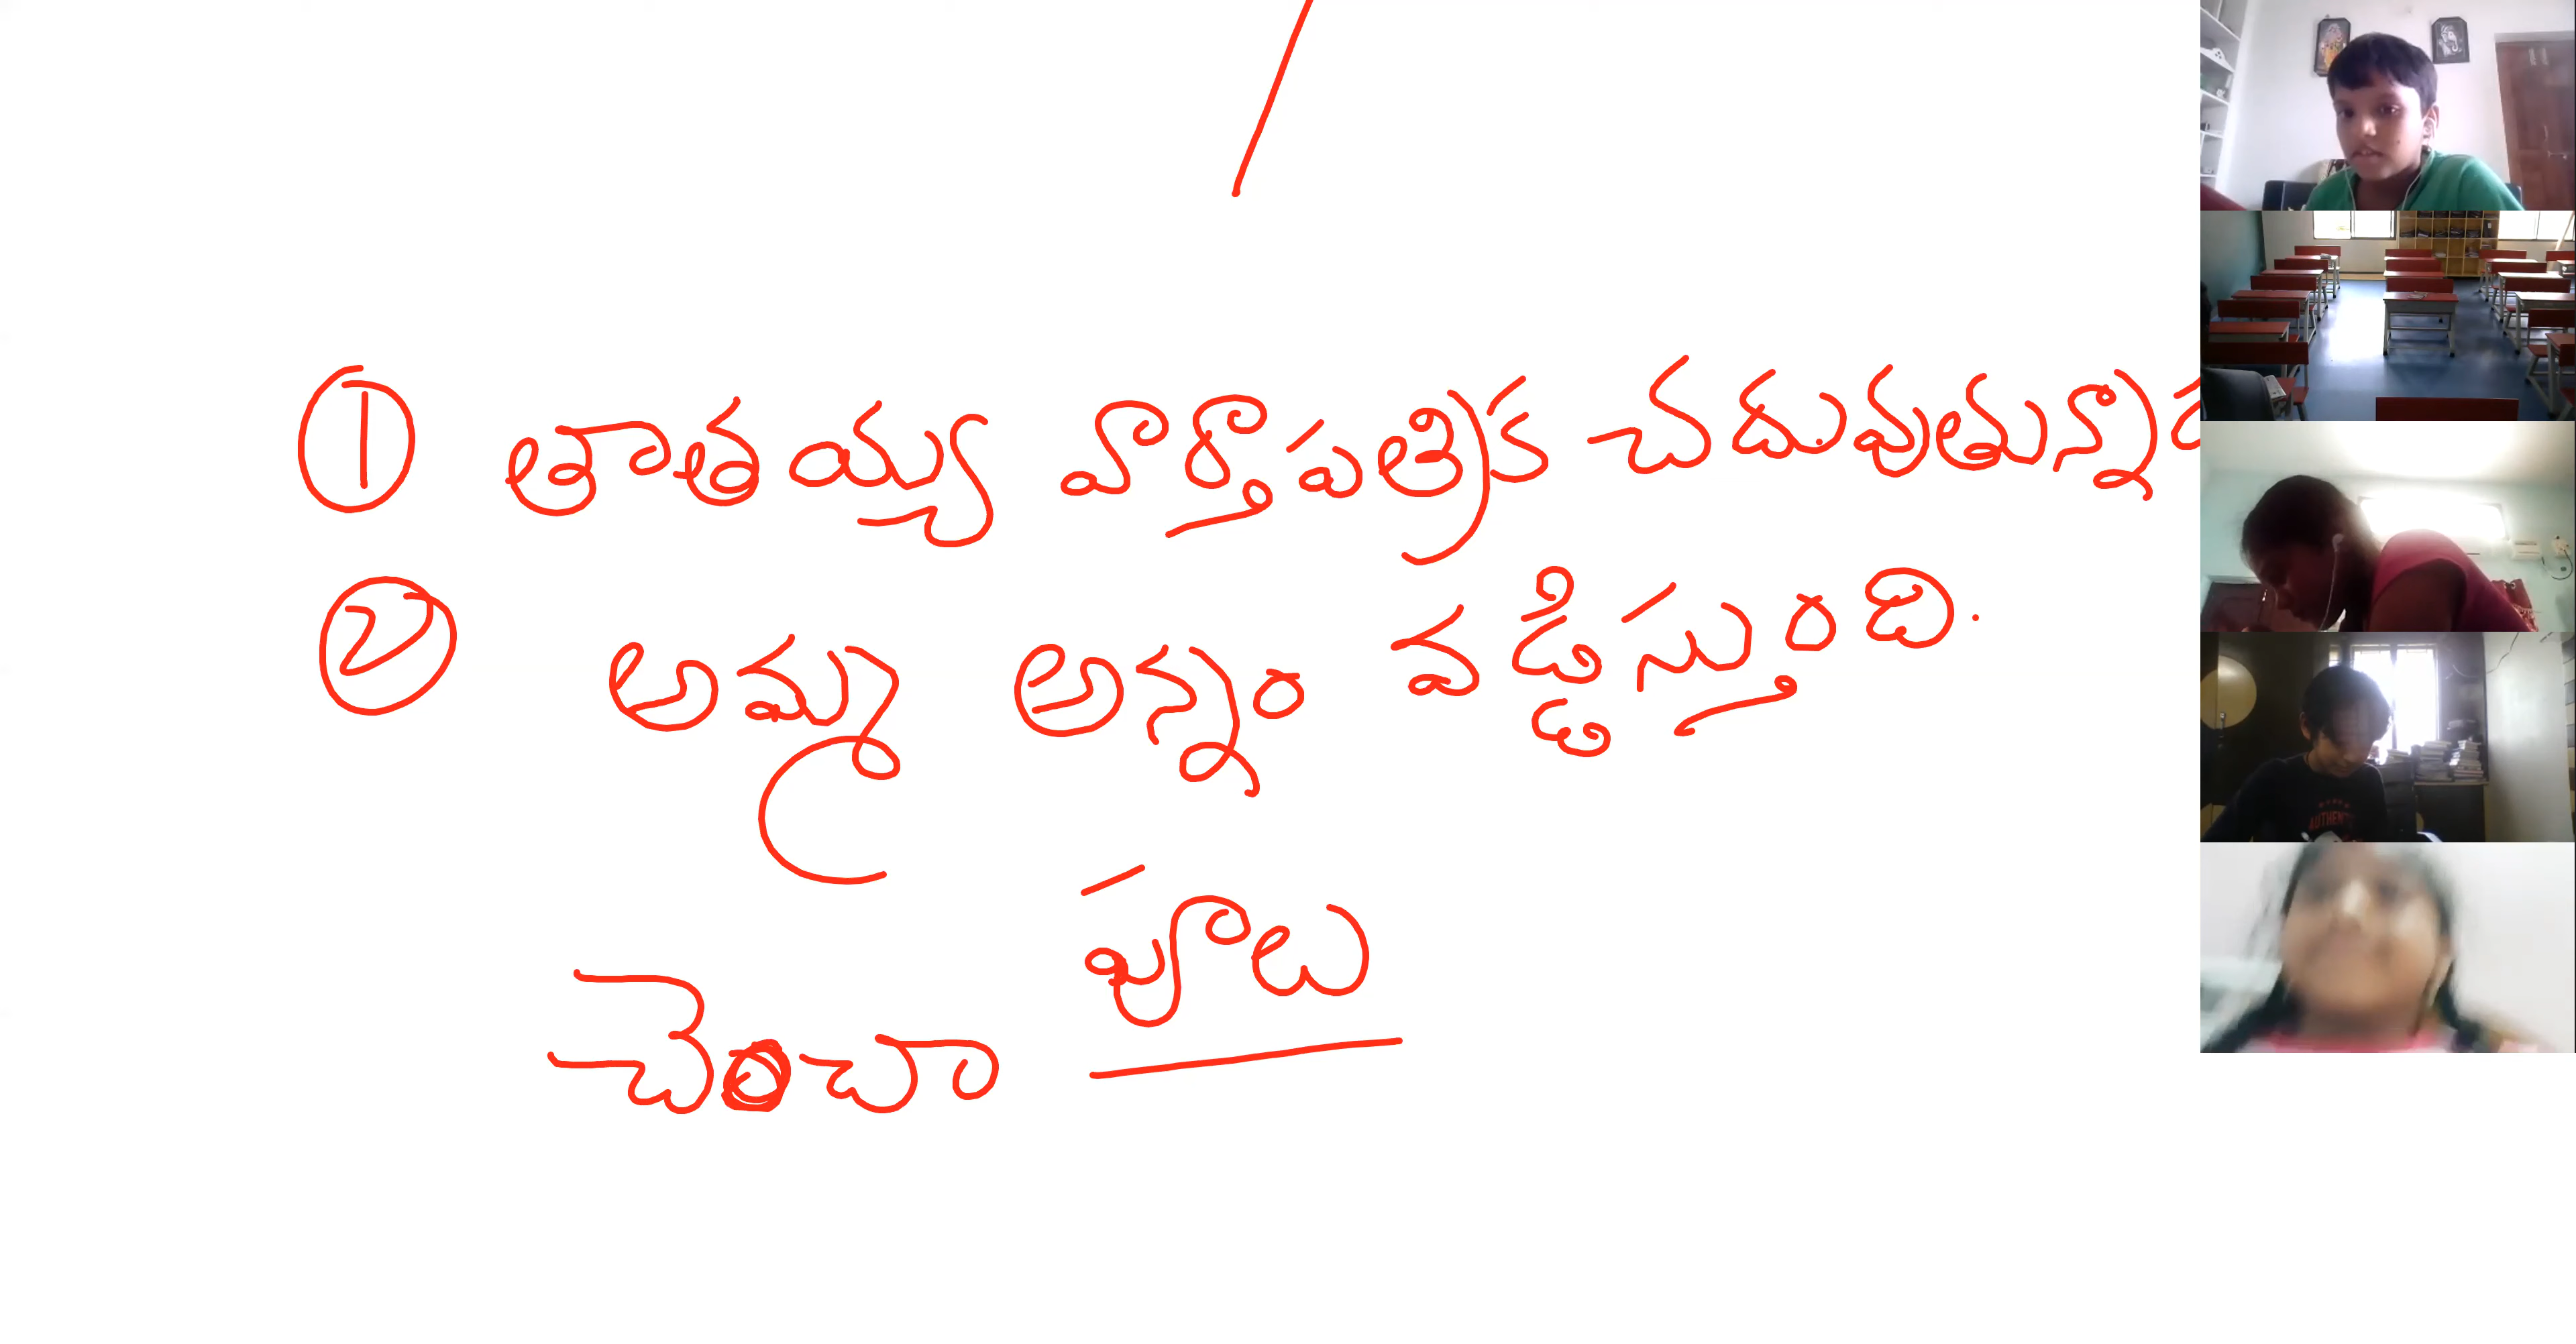 ① తాతయ్య వార్తాపత్రిక చదువుతున్నా
② అమ్మ అన్నం వడ్డిస్తుంది.
పూలు
చెంచా